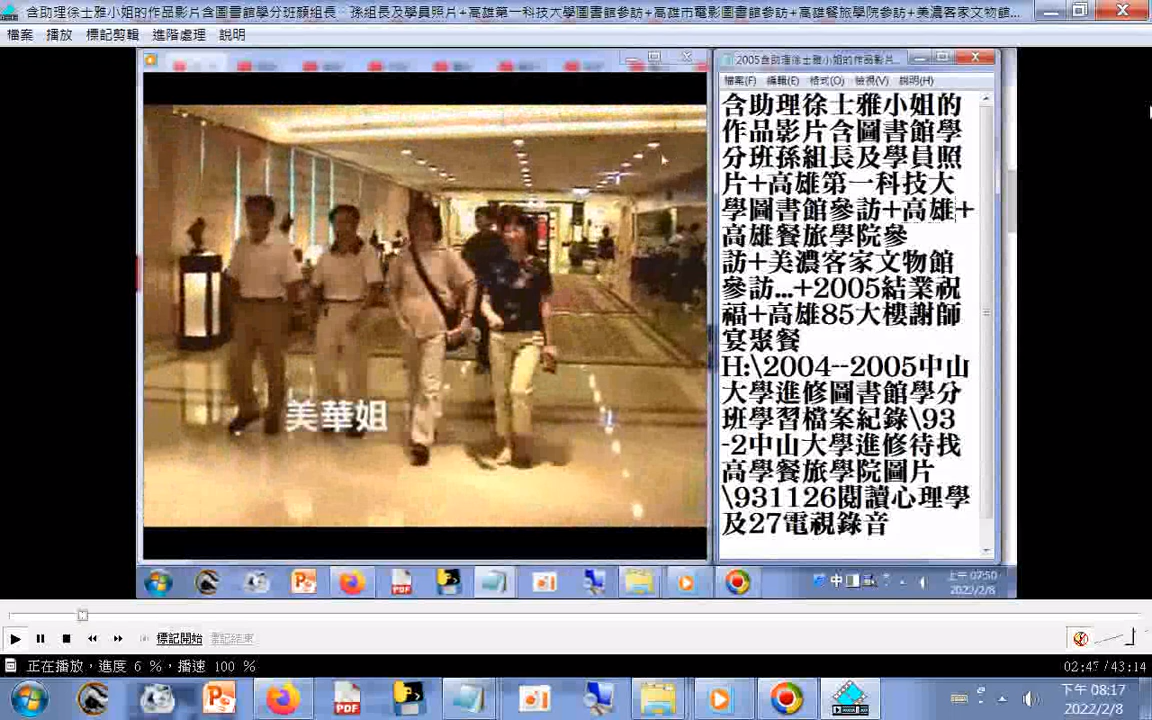 含助理徐士雅小姐的作品影片含圖書館學分班顏組長、孫組長及學員照片+高雄第一科技大學圖書館參訪+高雄市電影圖書館參訪+高雄餐旅學院參訪+美濃客家文物館...
檔案 播放 標記剪輯 進階處理 說明
2005含助理徐士雅小姐的作品影片...
檔案(F) 編輯(E) 格式(O) 檢視(V) 說明(H)
含助理徐士雅小姐的
作品影片含圖書館學
分班孫組長及學員照
片+高雄第一科技大
學圖書館參訪+高雄+
高雄餐旅學院參
訪+美濃客家文物館
參訪...+2005結業祝
福+高雄85大樓謝師
宴聚餐
H:\2004--2005中山
大學進修圖書館學分
班學習檔案紀錄\93
-2中山大學進修待找
高學餐旅學院圖片
\931126閱讀心理學
及27電視錄音
美華姐
中
上午 07:50
2022/2/8
標記開始 標記結束
正在播放，進度 6 %，播速 100 %
02:47/43:14
下午 08:17
2022/2/8